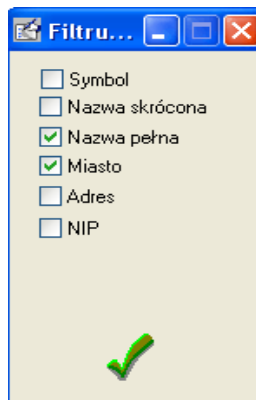 Filtru...
Symbol
Nazwa skrócona
Nazwa pełna
Miasto
Adres
NIP